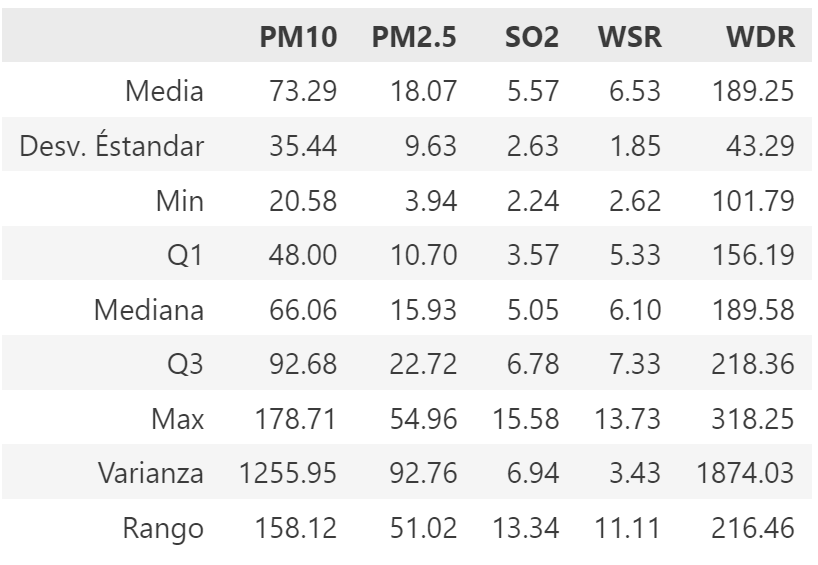 PM10 PM2.5 SO2 WSR WDR
Media 73.29 18.07 5.57 6.53 189.25
Desv. Éstandar 35.44 9.63 2.63 1.85 43.29
Min 20.58 3.94 2.24 2.62 101.79
Q1 48.00 10.70 3.57 5.33 156.19
Mediana 66.06 15.93 5.05 6.10 189.58
Q3 92.68 22.72 6.78 7.33 218.36
Max 178.71 54.96 15.58 13.73 318.25
Varianza 1255.95 92.76 6.94 3.43 1874.03
Rango 158.12 51.02 13.34 11.11 216.46